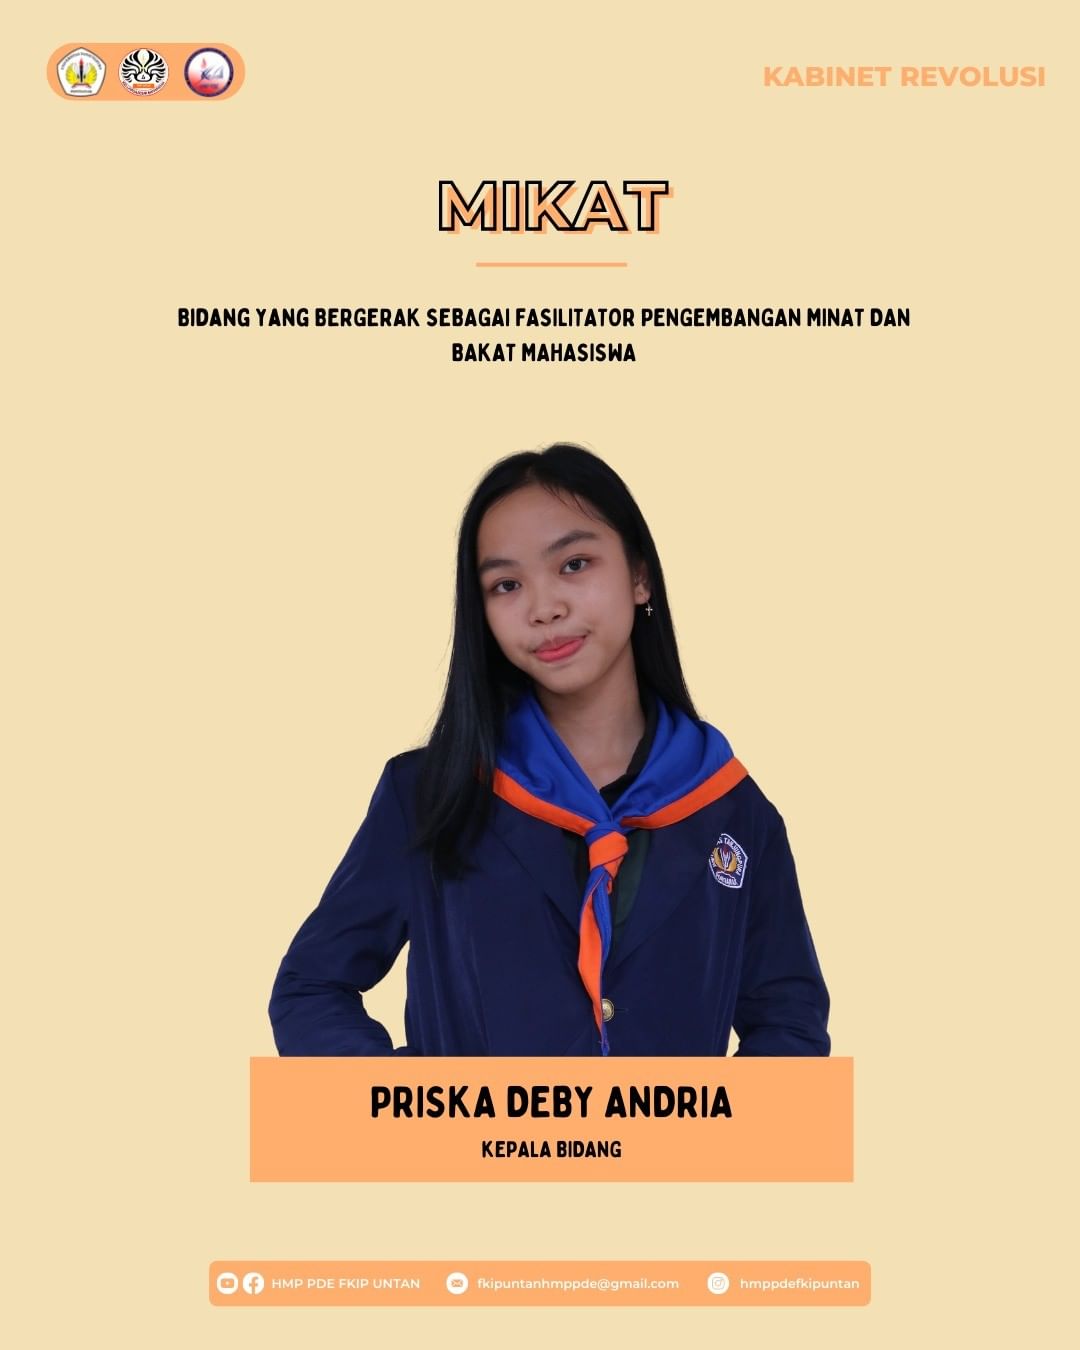 KABINET REVOLUSI
MIKAT
BIDANG YANG BERGERAK SEBAGAI FASILITATOR PENGEMBANGAN MINAT DAN
BAKAT MAHASISWA
PRISKA DEBY ANDRIA
KEPALA BIDANG
HMP PDE FKIP UNTAN
fkipuntanhmppde@gmail.com
hmppdefkipuntan